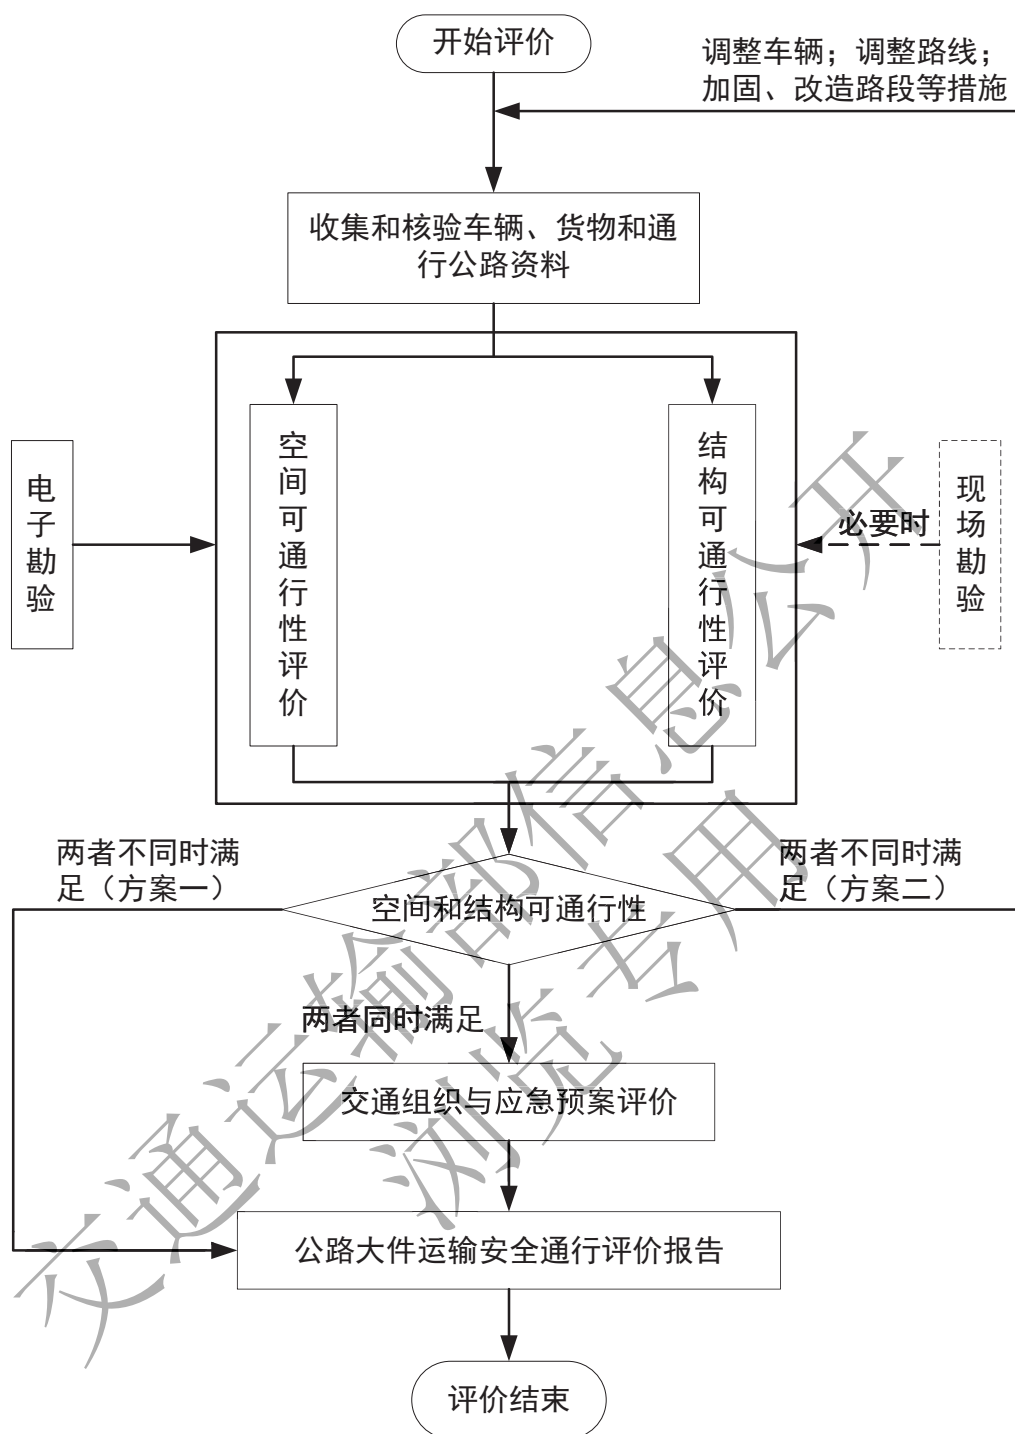 开始评价
调整车辆；调整路线；
加固、改造路段等措施
收集和核验车辆、货物和通
行公路资料
电子勘验
空间可通行性评价
结构可通行性评价
必要时
现场勘验
两者不同时满
足（方案一）
空间和结构可通行性
两者不同时满
足（方案二）
两者同时满足
交通组织与应急预案评价
公路大件运输安全通行评价报告
评价结束
交通运输部信息公开
浏览专用